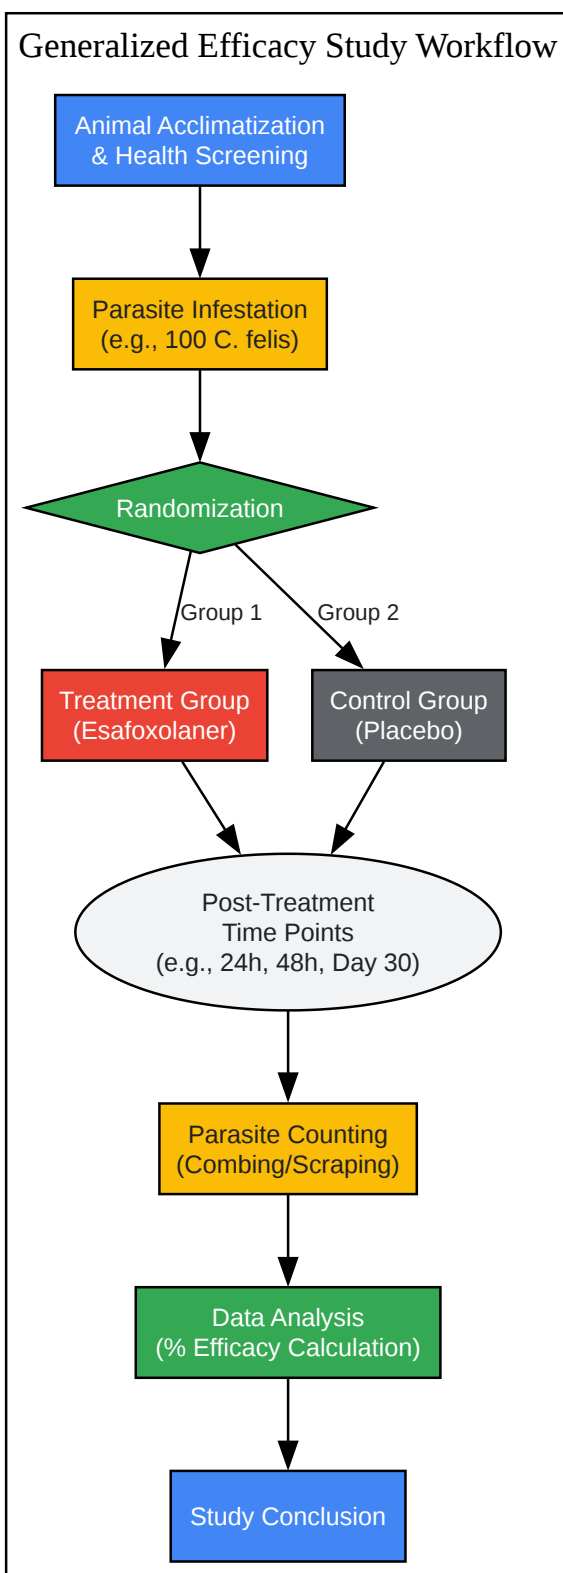 Generalized Efficacy Study Workflow
Animal Acclimatization
& Health Screening
Parasite Infestation
(e.g., 100 C. felis)
Randomization
Group 1
Group 2
Treatment Group
(Esafoxolaner)
Control Group
(Placebo)
Post-Treatment
Time Points
(e.g., 24h, 48h, Day 30)
Parasite Counting
(Combing/Scraping)
Data Analysis
(% Efficacy Calculation)
Study Conclusion